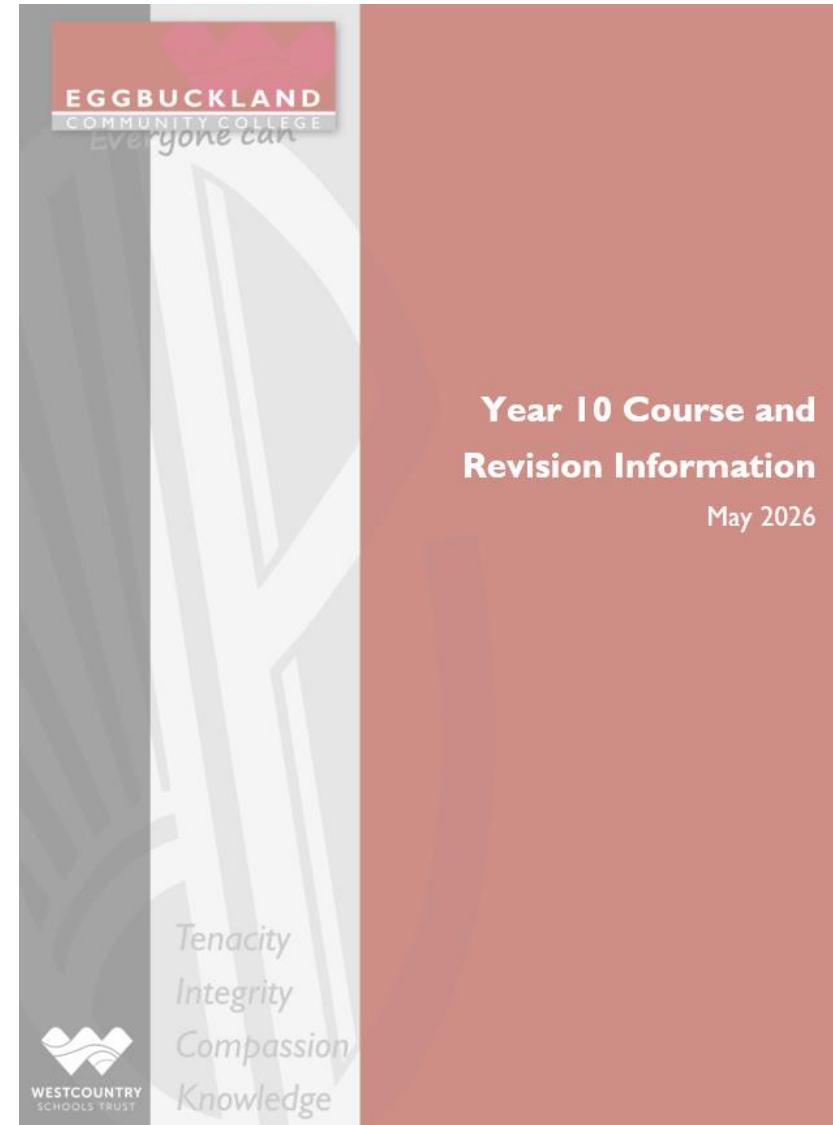 EGGBUCKLAND
COMMUNITY COLLEGE
Everyone can
Year 10 Course and
Revision Information
May 2026
Tenacity
Integrity
Compassion
Knowledge
WESTCOUNTRY
SCHOOLS TRUST